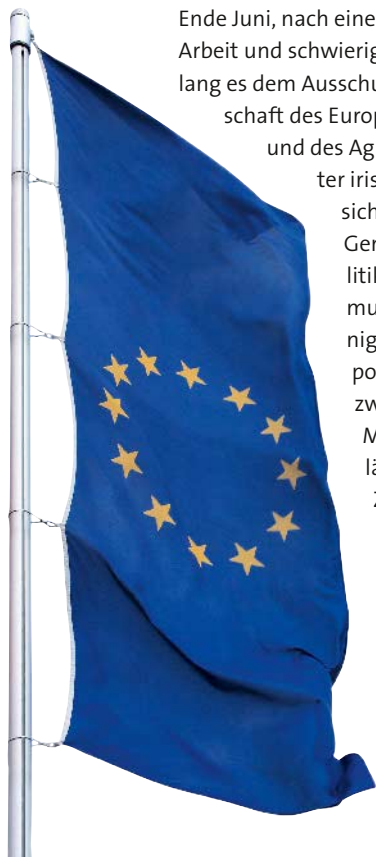 Ende Juni, nach eine
Arbeit und schwierig
lang es dem Ausschu
schaft des Europ
und des Ag
ter iris
sich
Ger
litik
mu
nig
po
zw
M
lä
Z